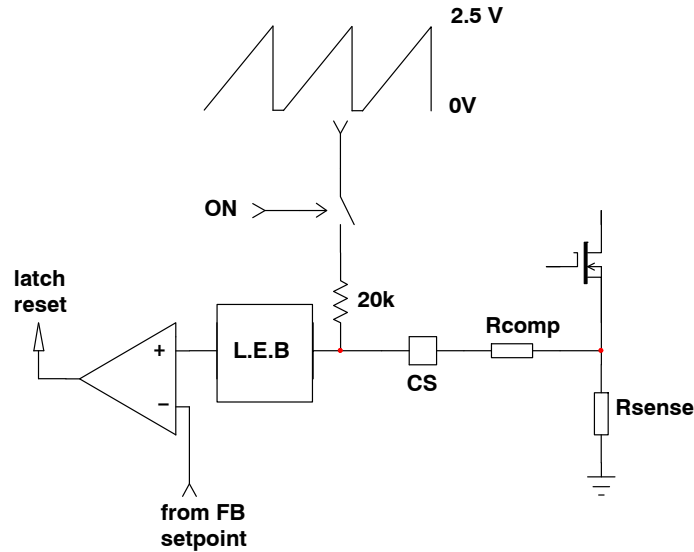 2.5 V
0V
ON
latch
reset
20k
Rcomp
+
L.E.B
CS
−
Rsense
from FB
setpoint